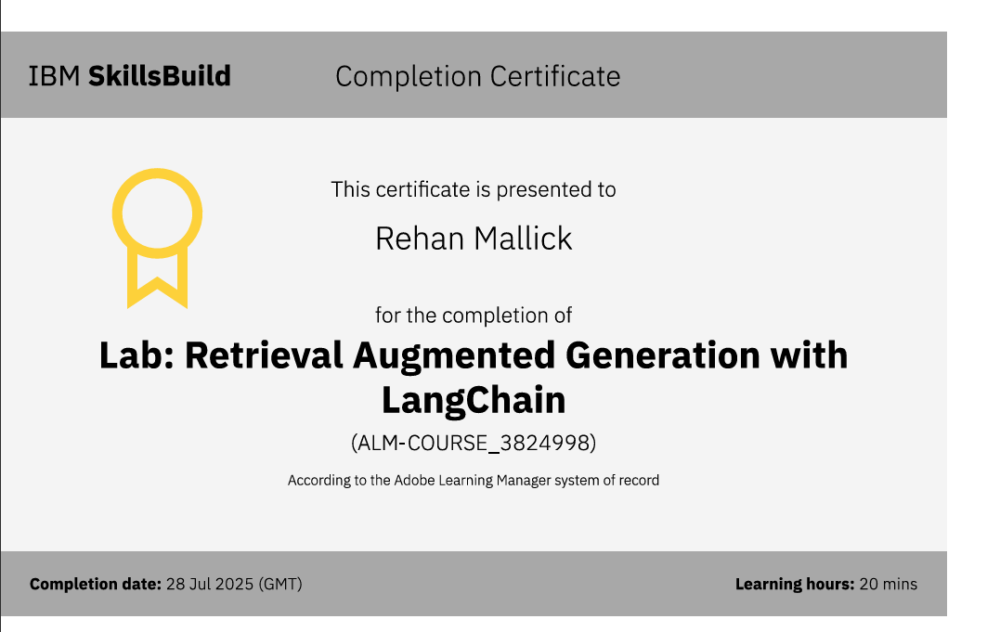 IBM SkillsBuild
Completion Certificate
This certificate is presented to
Rehan Mallick
for the completion of
Lab: Retrieval Augmented Generation with
LangChain
(ALM-COURSE_3824998)
According to the Adobe Learning Manager system of record
Completion date: 28 Jul 2025 (GMT)
Learning hours: 20 mins